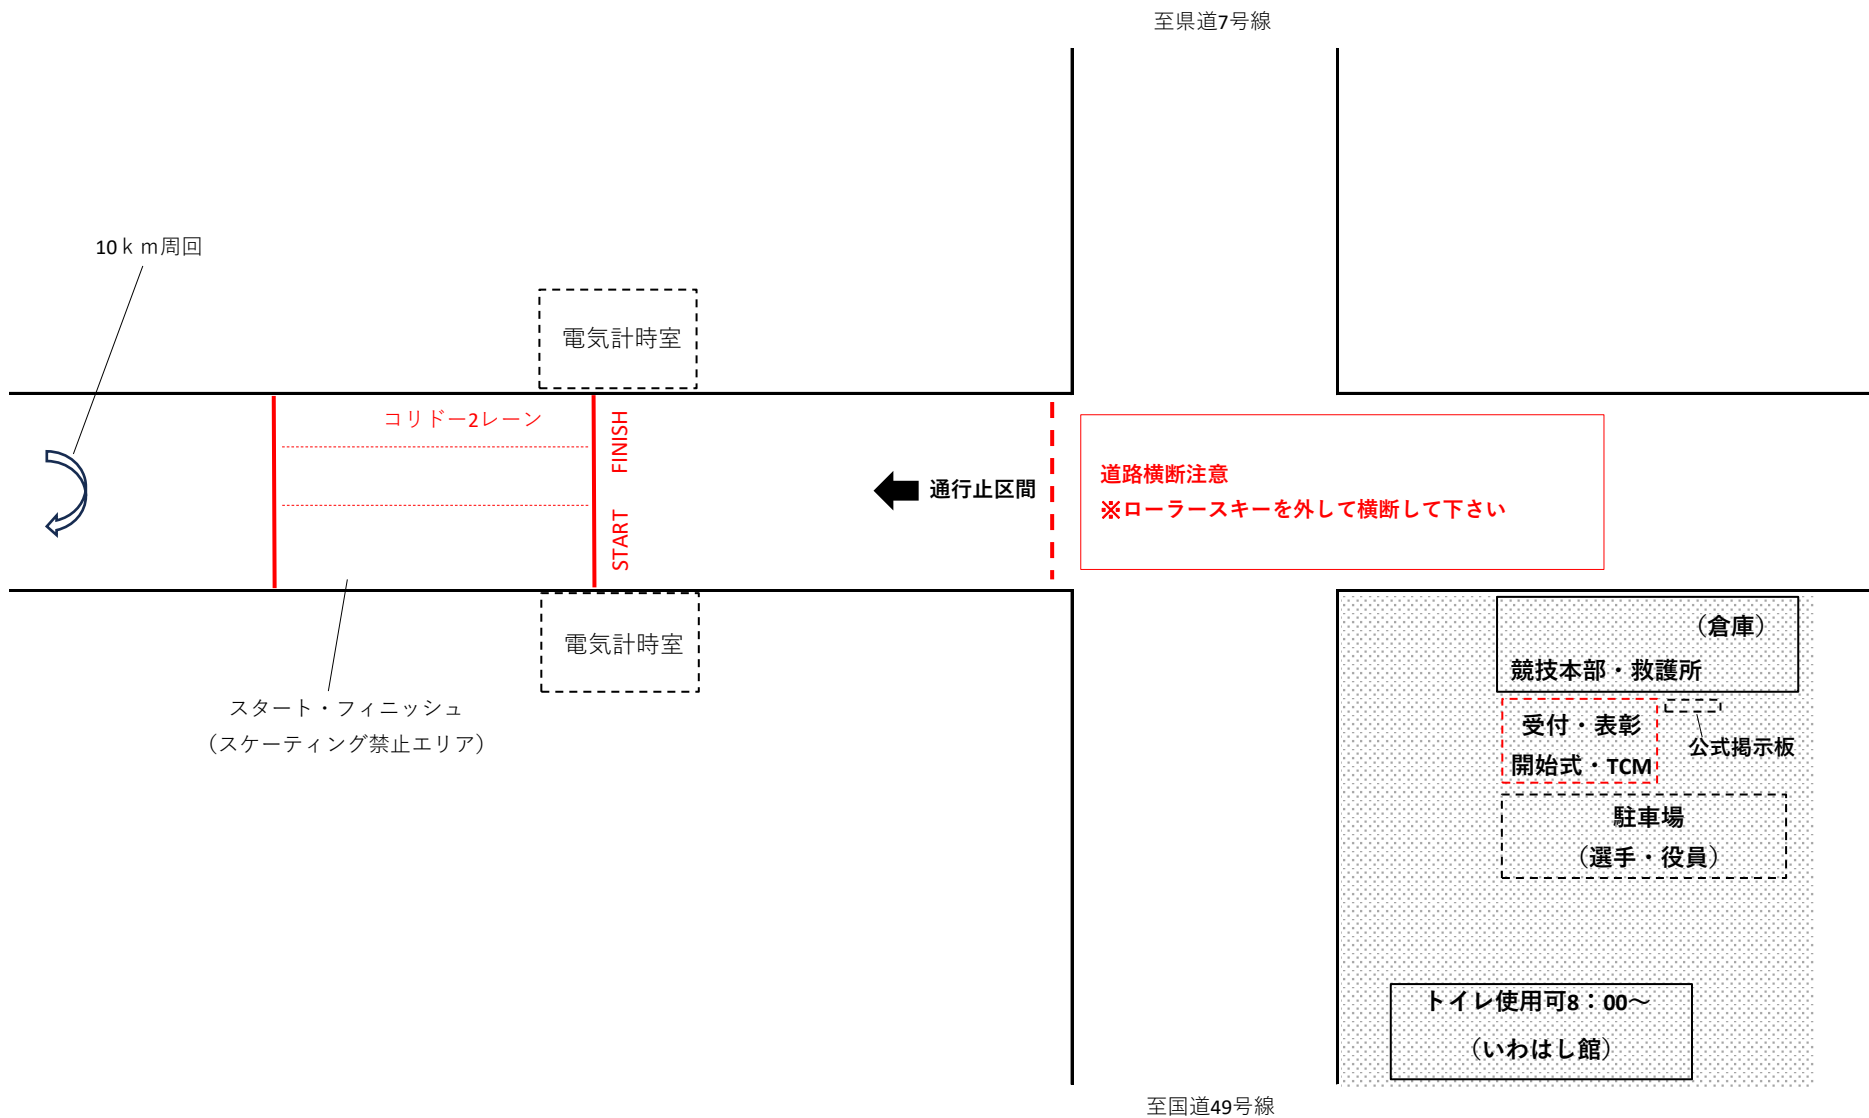 至県道7号線
10ｋｍ周回
電気計時室
コリドー2レーン
FINISH
START
通行止区間
道路横断注意
※ローラースキーを外して横断して下さい
電気計時室
スタート・フィニッシュ
（スケーティング禁止エリア）
（倉庫）
競技本部・救護所
受付・表彰
開始式・TCM
公式掲示板
駐車場
（選手・役員）
トイレ使用可8：00～
（いわはし館）
至国道49号線